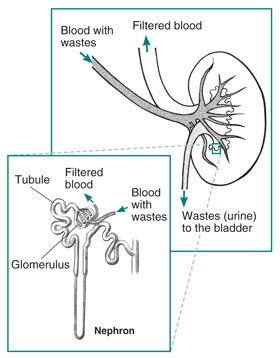 Blood with
wastes
Filtered blood
Wastes (urine)
to the bladder
Filtered
blood
Tubule
Blood
with
wastes
Glomerulus
Nephron